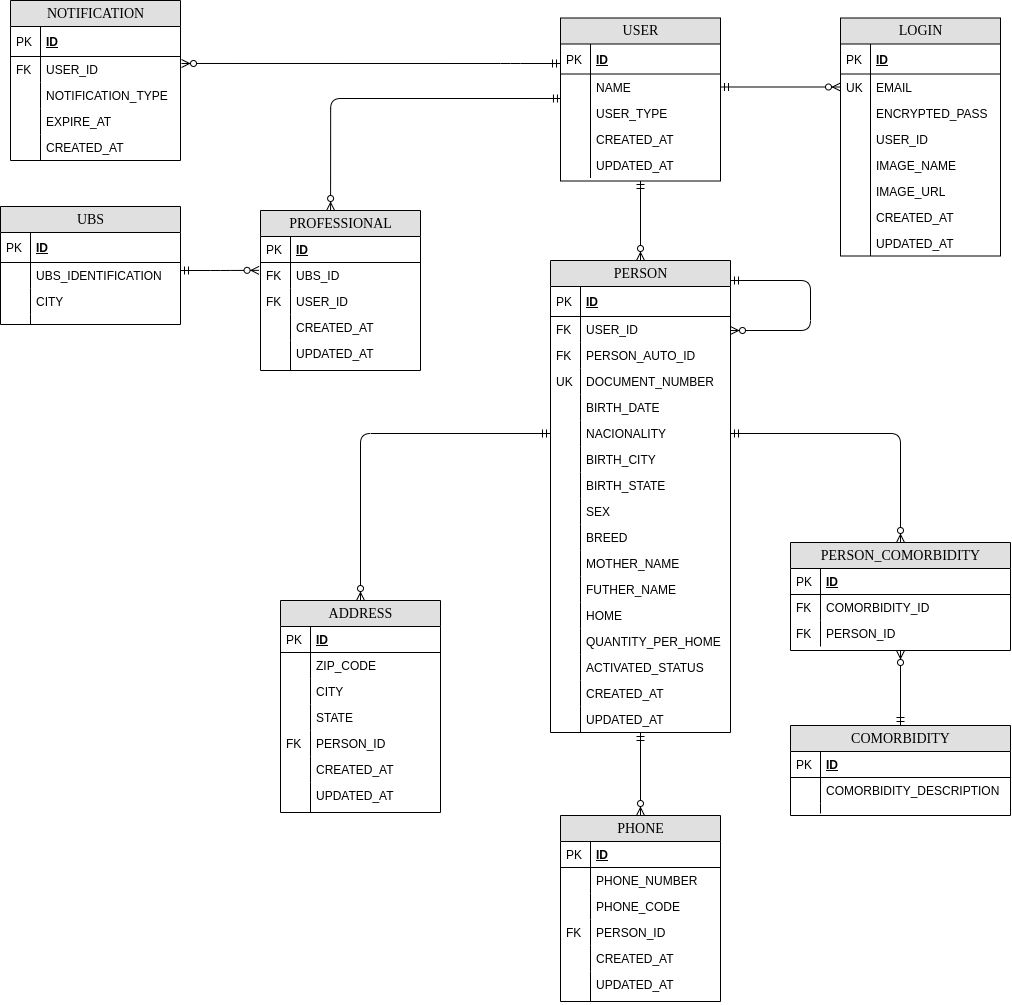 NOTIFICATION
PK ID
FK USER_ID
NOTIFICATION_TYPE
EXPIRE_AT
CREATED_AT
USER
PK ID
NAME
USER_TYPE
CREATED_AT
UPDATED_AT
LOGIN
PK ID
UK EMAIL
ENCRYPTED_PASS
USER_ID
IMAGE_NAME
IMAGE_URL
CREATED_AT
UPDATED_AT
UBS
PK ID
UBS_IDENTIFICATION
CITY
PROFESSIONAL
PK ID
FK UBS_ID
FK USER_ID
CREATED_AT
UPDATED_AT
PERSON
PK ID
FK USER_ID
FK PERSON_AUTO_ID
UK DOCUMENT_NUMBER
BIRTH_DATE
NACIONALITY
BIRTH_CITY
BIRTH_STATE
SEX
BREED
MOTHER_NAME
FUTHER_NAME
HOME
QUANTITY_PER_HOME
ACTIVATED_STATUS
CREATED_AT
UPDATED_AT
PERSON_COMORBIDITY
PK ID
FK COMORBIDITY_ID
FK PERSON_ID
ADDRESS
PK ID
ZIP_CODE
CITY
STATE
FK PERSON_ID
CREATED_AT
UPDATED_AT
COMORBIDITY
PK ID
COMORBIDITY_DESCRIPTION
PHONE
PK ID
PHONE_NUMBER
PHONE_CODE
FK PERSON_ID
CREATED_AT
UPDATED_AT